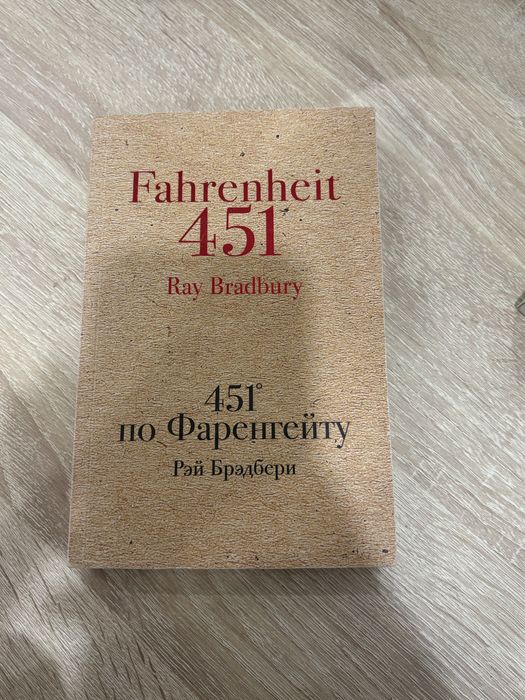 Fahrenheit
451
Ray Bradbury
451°
по Фаренгейту
Рэй Брэдбери